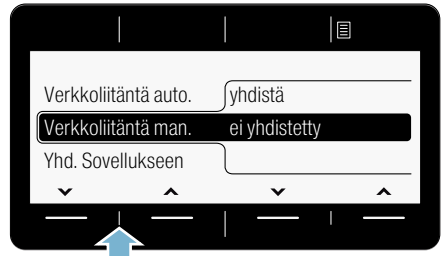 Verkkoliitäntä auto. yhdistä
Verkkoliitäntä man. ei yhdistetty
Yhd. Sovellukseen